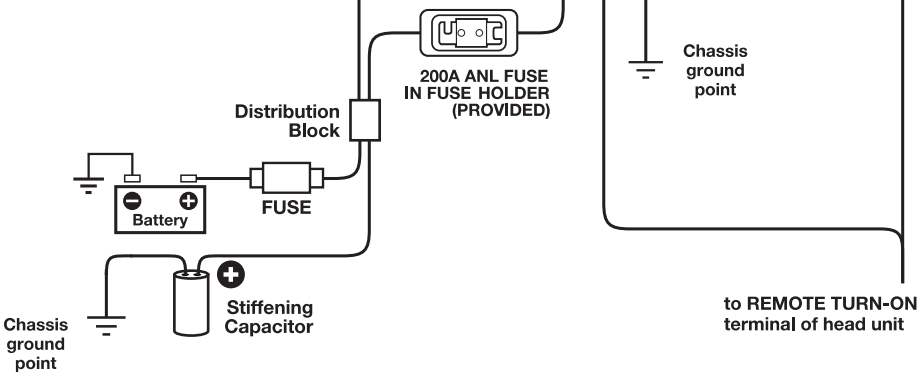 Chassis
ground
point
200A ANL FUSE
IN FUSE HOLDER
(PROVIDED)
Distribution
Block
FUSE
Battery
Stiffening
Capacitor
to REMOTE TURN-ON
terminal of head unit
Chassis
ground
point